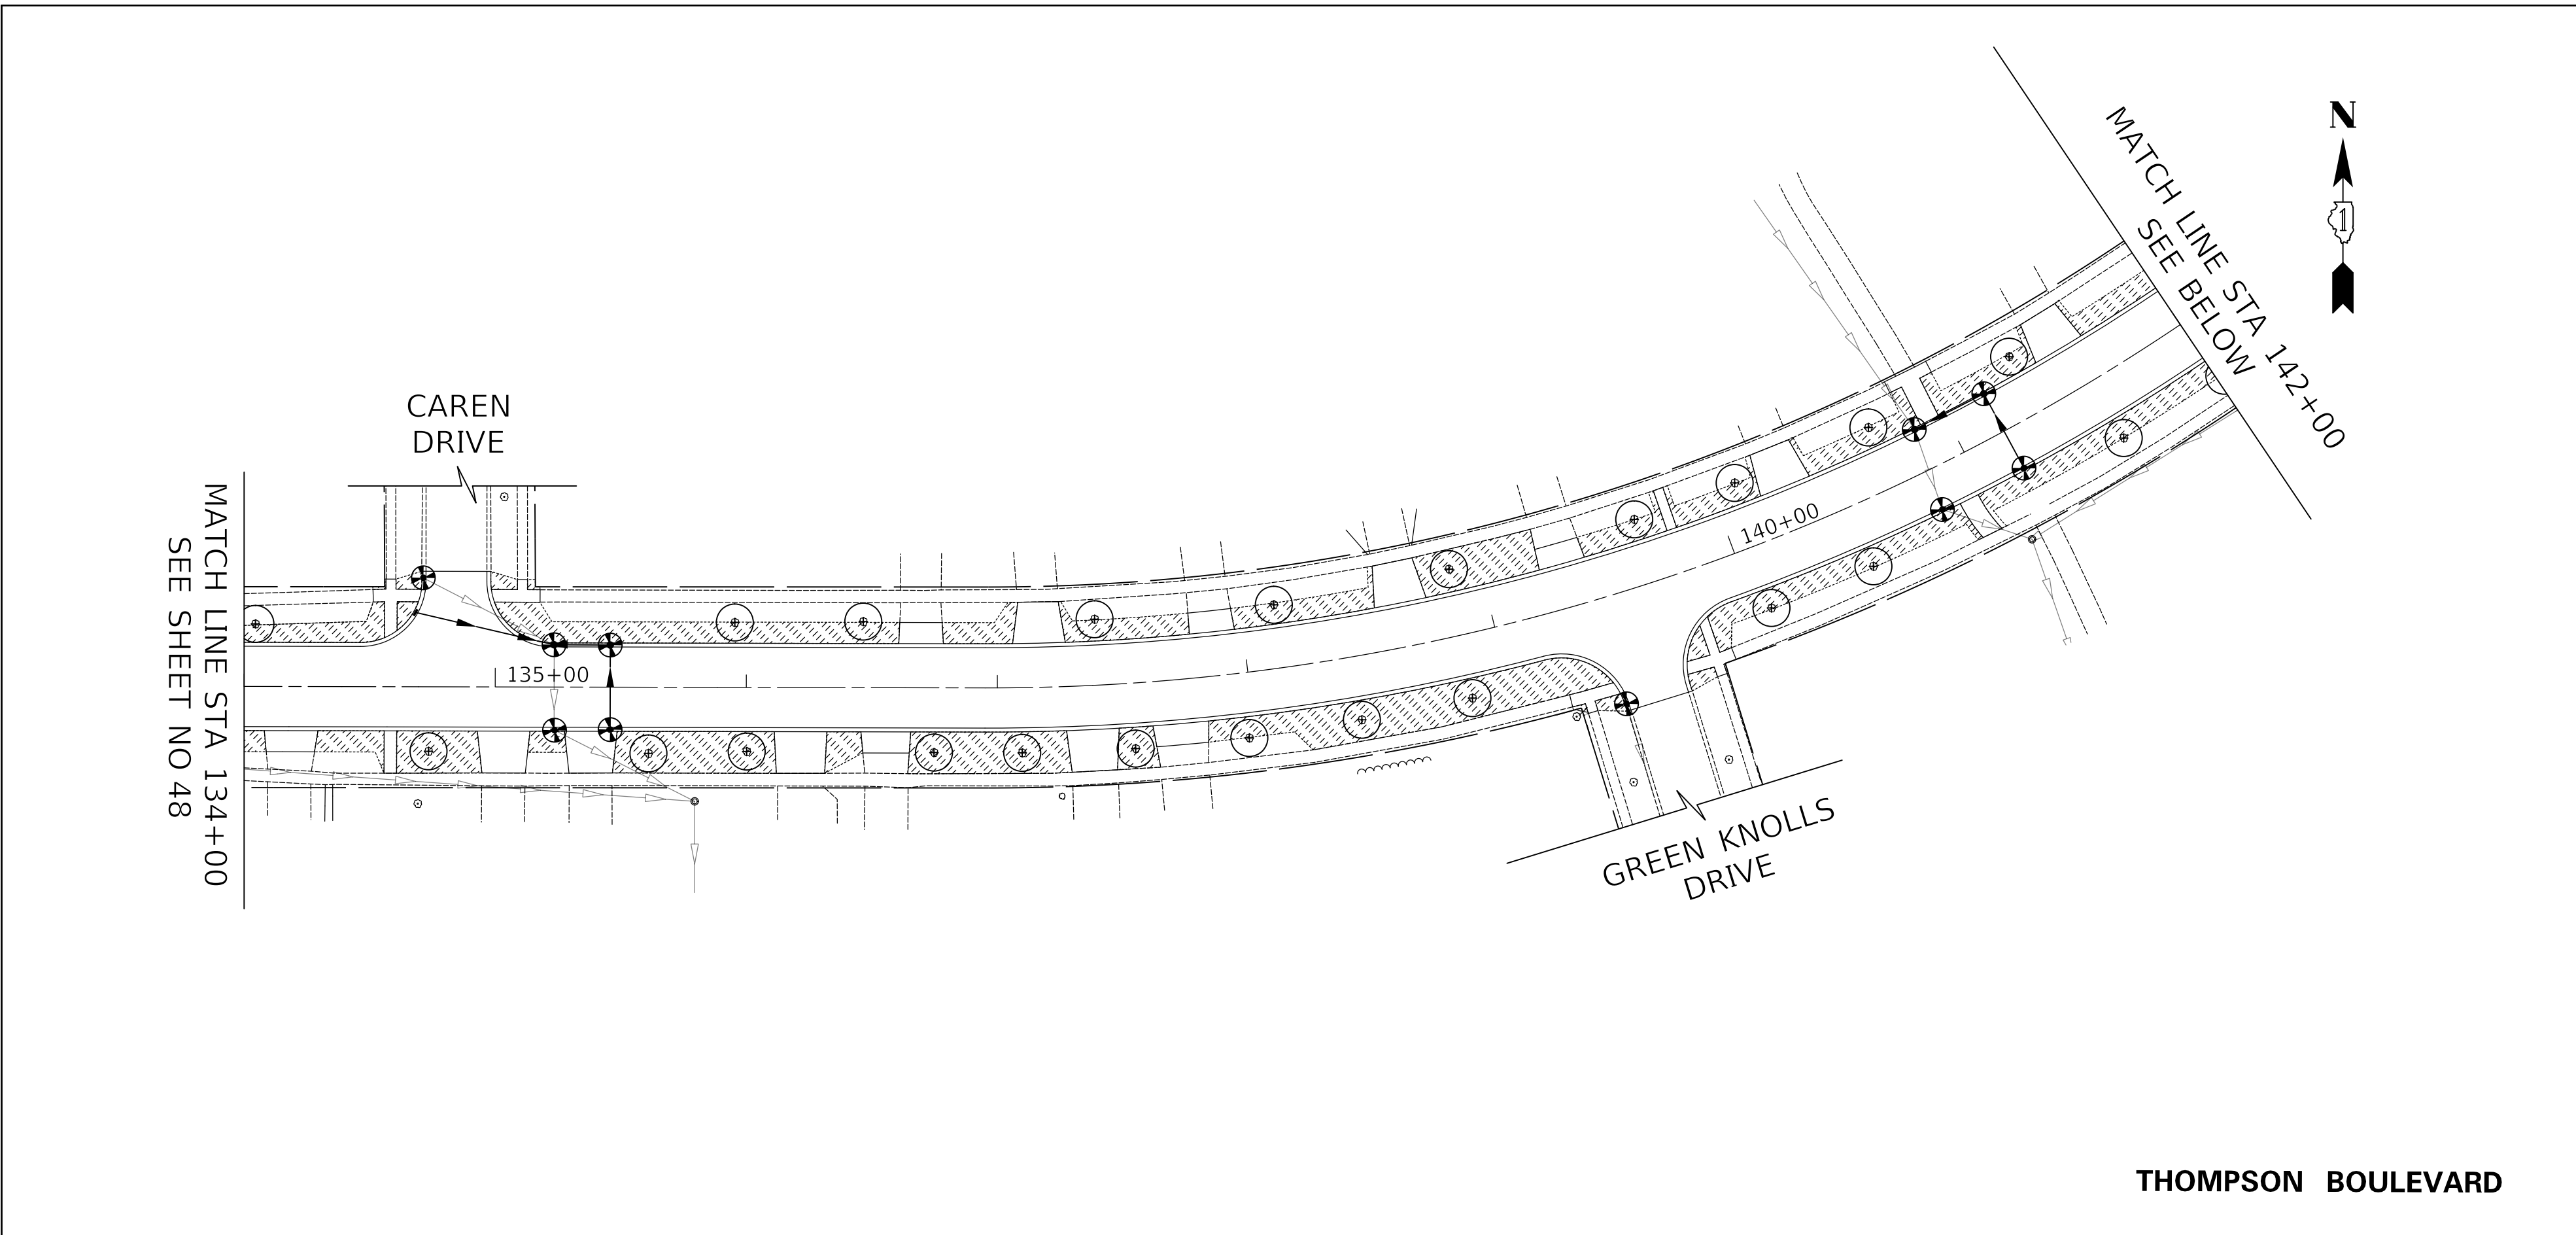 N
1
MATCH LINE STA 142+00
SEE BELOW
CAREN
DRIVE
MATCH LINE STA 134+00
SEE SHEET NO 48
135+00
140+00
GREEN KNOLLS
DRIVE
THOMPSON BOULEVARD